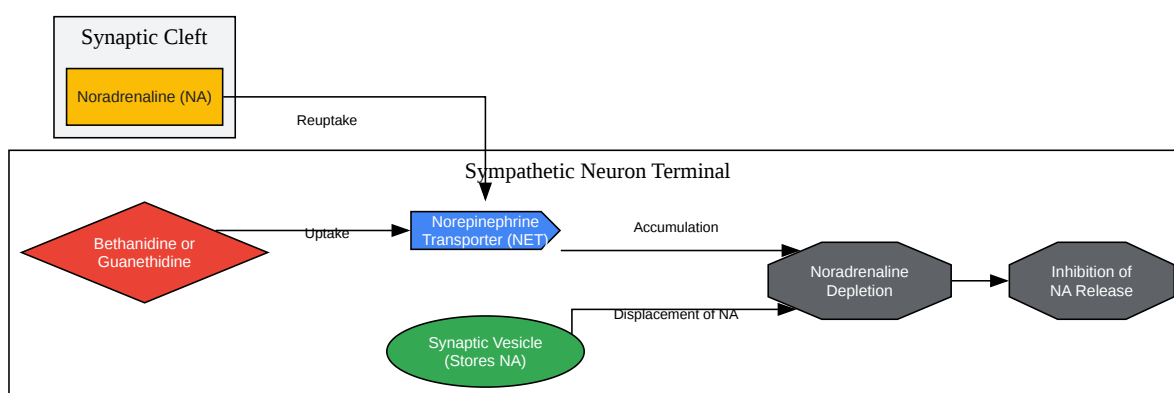 Synaptic Cleft
Noradrenaline (NA)
Reuptake
Sympathetic Neuron Terminal
Bethanidine or
Guanethidine
Uptake
Norepinephrine
Transporter (NET)
Accumulation
Noradrenaline
Depletion
Inhibition of
NA Release
Displacement of NA
Synaptic Vesicle
(Stores NA)